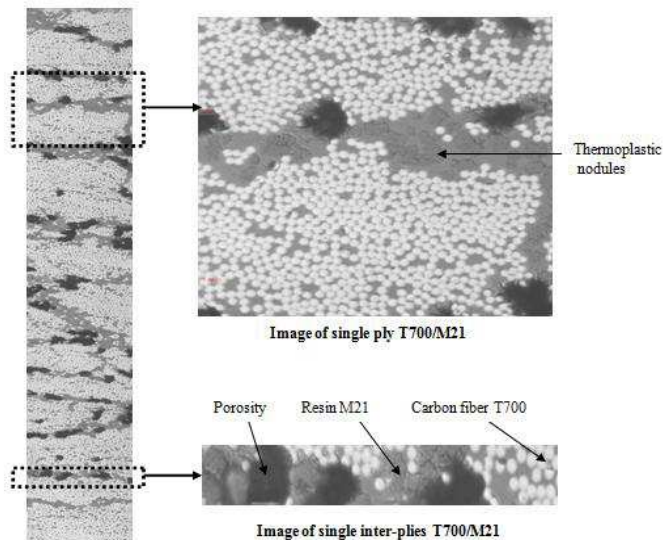 Thermoplastic
nodules
Image of single ply T700/M21
Porosity
Resin M21
Carbon fiber T700
Image of single inter-plies T700/M21